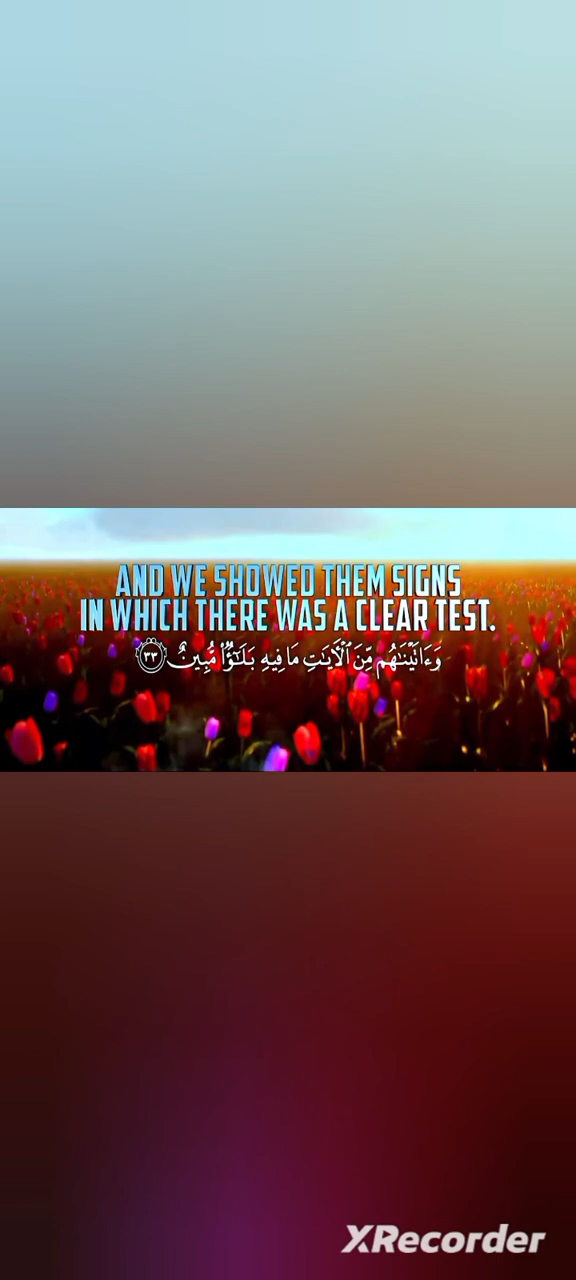 AND WE SHOWED THEM SIGNS
IN WHICH THERE WAS A CLEAR TEST.
وَءَاتَيْنَٰهُم مِّنَ ٱلْءَايَٰتِ مَا فِيهِ بَلَٰٓؤٌا۟ مُّبِينٌ ٣٣
XRecorder